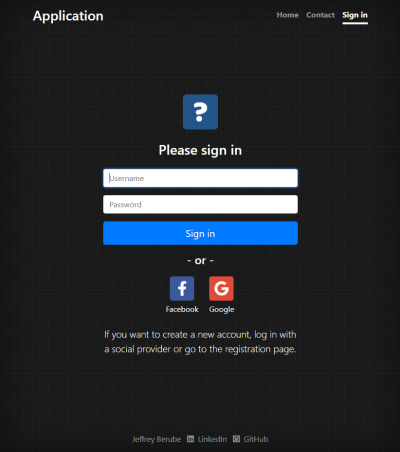 Application
Home Contact Sign in
?
Please sign in
Username
Password
Sign in
- or -
Facebook Google
If you want to create a new account, log in with
a social provider or go to the registration page.
Jeffrey Berube LinkedIn GitHub